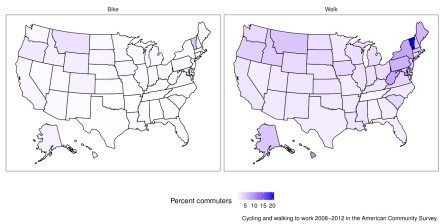 Bike
Walk
Percent commuters
5 10 15 20
Cycling and walking to work 2008–2012 in the American Community Survey.